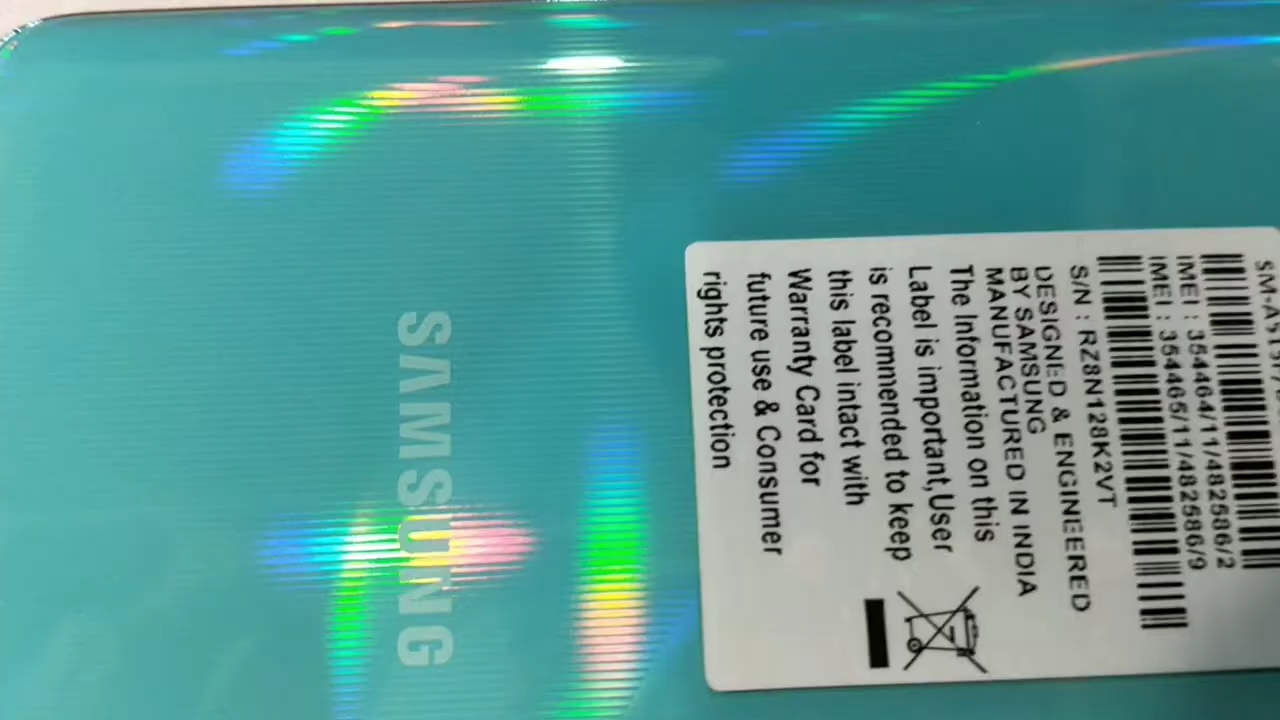 IMEI : 354464/11/482586/2
IMEI : 354465/11/482586/9
S/N : RZ8N128K2VT
DESIGNED & ENGINEERED
BY SAMSUNG
MANUFACTURED IN INDIA
The Information on this
Label is important,User
is recommended to keep
this label intact with
Warranty Card for
future use & Consumer
rights protection
SAMSUNG